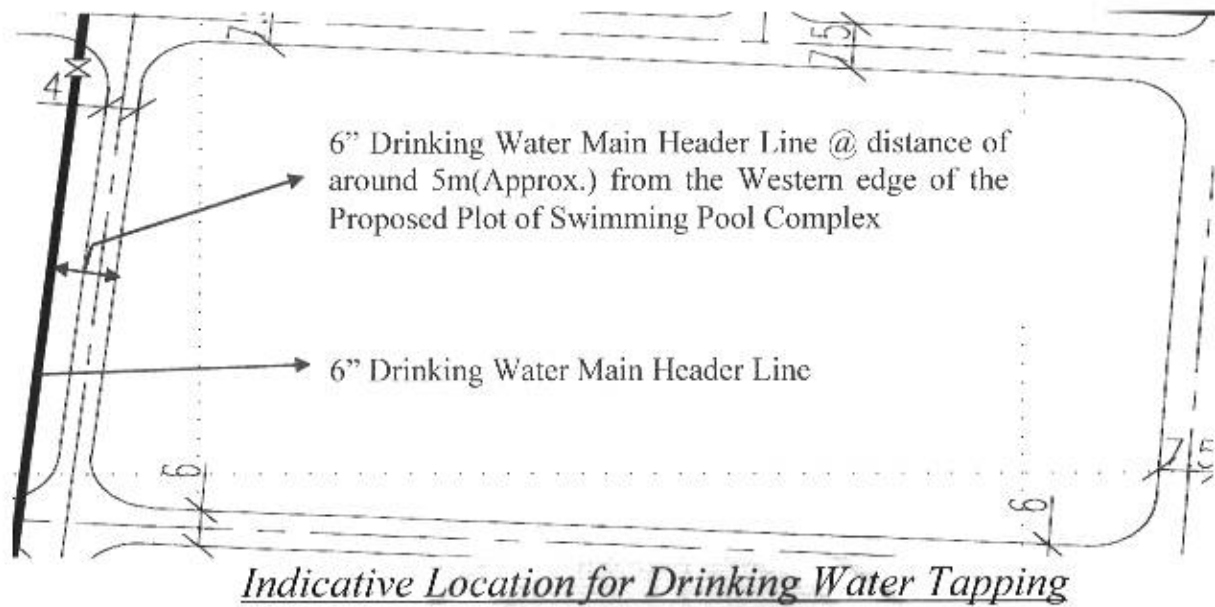 7.5
4
6” Drinking Water Main Header Line @ distance of
around 5m(Approx.) from the Western edge of the
Proposed Plot of Swimming Pool Complex
6” Drinking Water Main Header Line
6
6
7
Indicative Location for Drinking Water Tapping